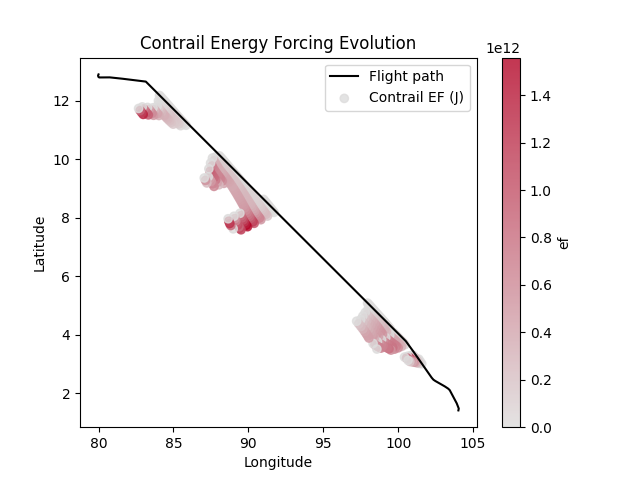 Contrail Energy Forcing Evolution
1e12
Flight path
Contrail EF (J)
12
10
8
6
4
2
Latitude
80
85
90
95
100
105
Longitude
1.4
1.2
1.0
0.8
0.6
0.4
0.2
0.0
ef